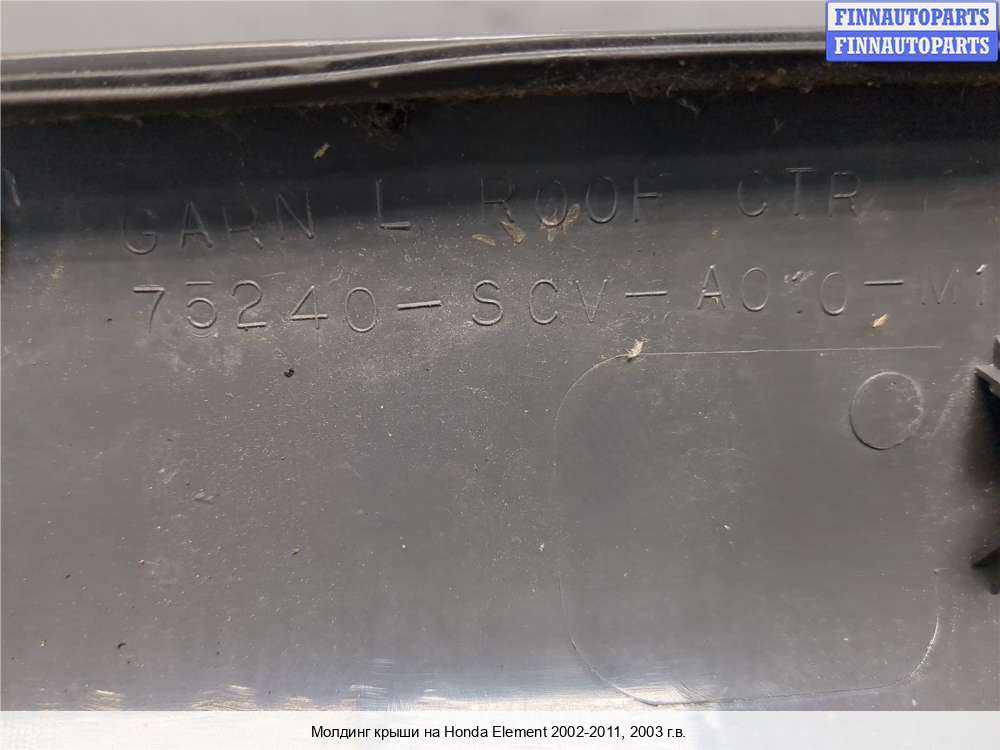 FINNAUTOPARTS
FINNAUTOPARTS
GARN L ROOF CTR
75240-SCV-A010-M1
Молдинг крыши на Honda Element 2002-2011, 2003 г.в.